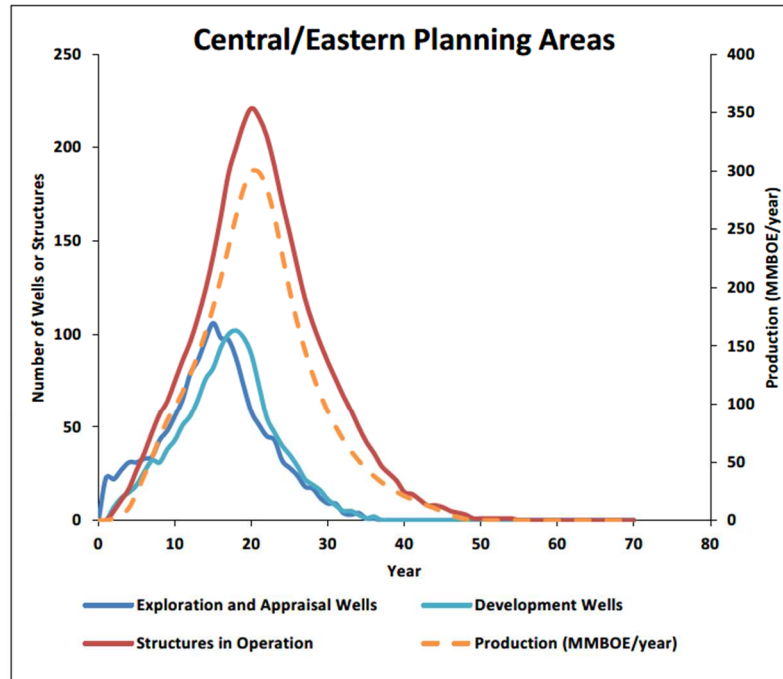 Central/Eastern Planning Areas
250
200
150
100
50
0
Number of Wells or Structures
400
350
300
250
200
150
100
50
0
Production (MMBOE/year)
0 10 20 30 40 50 60 70 80
Year
Exploration and Appraisal Wells Development Wells
Structures in Operation Production (MMBOE/year)